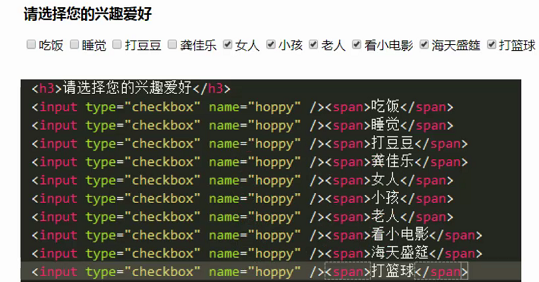 请选择您的兴趣爱好
吃饭 睡觉 打豆豆 龚佳乐 女人 小孩 老人 看小电影 海天盛筵 打篮球
<h3>请选择您的兴趣爱好</h3>
<input type="checkbox" name="hoppy" /><span>吃饭</span>
<input type="checkbox" name="hoppy" /><span>睡觉</span>
<input type="checkbox" name="hoppy" /><span>打豆豆</span>
<input type="checkbox" name="hoppy" /><span>龚佳乐</span>
<input type="checkbox" name="hoppy" /><span>女人</span>
<input type="checkbox" name="hoppy" /><span>小孩</span>
<input type="checkbox" name="hoppy" /><span>老人</span>
<input type="checkbox" name="hoppy" /><span>看小电影</span>
<input type="checkbox" name="hoppy" /><span>海天盛筵</span>
<input type="checkbox" name="hoppy" /><span>打篮球</span>